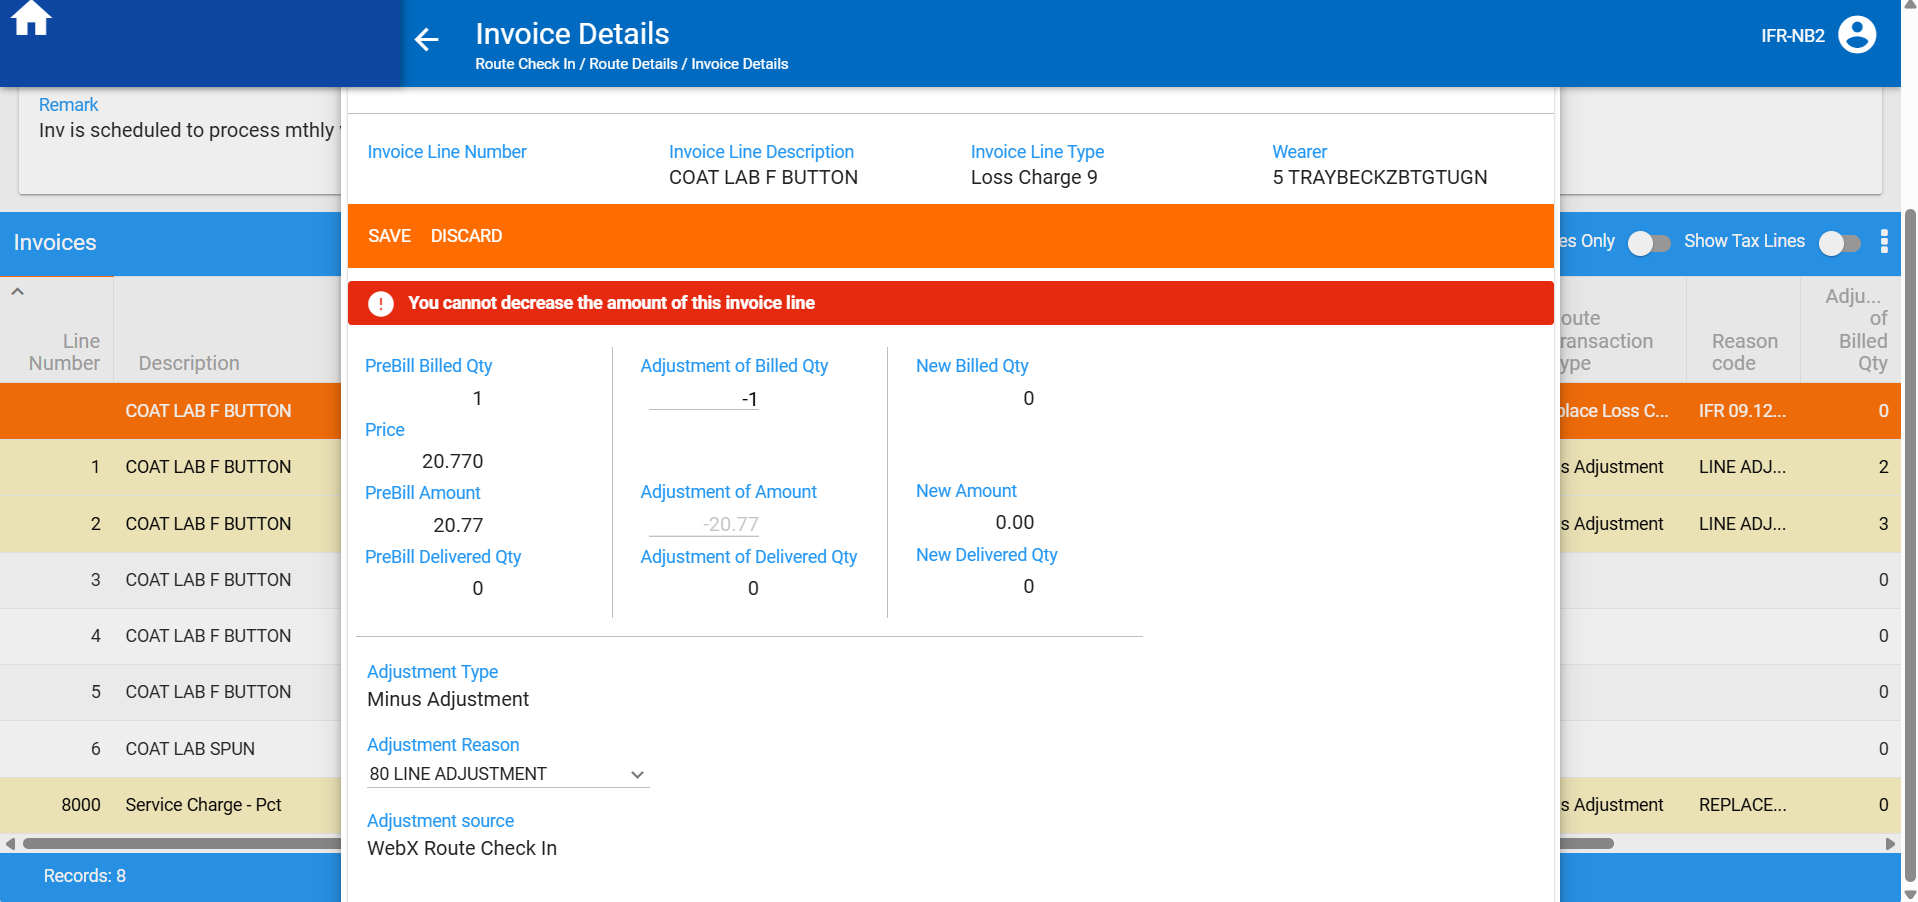 Invoice Details
Route Check In / Route Details / Invoice Details
IFR-NB2
Remark
Inv is scheduled to process mthly
Invoice Line Number
Invoice Line Description
COAT LAB F BUTTON
Invoice Line Type
Loss Charge 9
Wearer
5 TRAYBECKZBTGTUGN
SAVE DISCARD
You cannot decrease the amount of this invoice line
PreBill Billed Qty
1
Price
20.770
PreBill Amount
20.77
PreBill Delivered Qty
0
Adjustment of Billed Qty
-1
Adjustment of Amount
-20.77
Adjustment of Delivered Qty
0
New Billed Qty
0
New Amount
0.00
New Delivered Qty
0
Adjustment Type
Minus Adjustment
Adjustment Reason
80 LINE ADJUSTMENT
Adjustment source
WebX Route Check In
Invoices
es Only
Show Tax Lines
Line
Number
Description
oute
ransaction
ype
Reason
code
Adju...
of
Billed
Qty
COAT LAB F BUTTON place Loss C... IFR 09.12... 0
1 COAT LAB F BUTTON s Adjustment LINE ADJ... 2
2 COAT LAB F BUTTON s Adjustment LINE ADJ... 3
3 COAT LAB F BUTTON 0
4 COAT LAB F BUTTON 0
5 COAT LAB F BUTTON 0
6 COAT LAB SPUN 0
8000 Service Charge - Pct s Adjustment REPLACE... 0
Records: 8